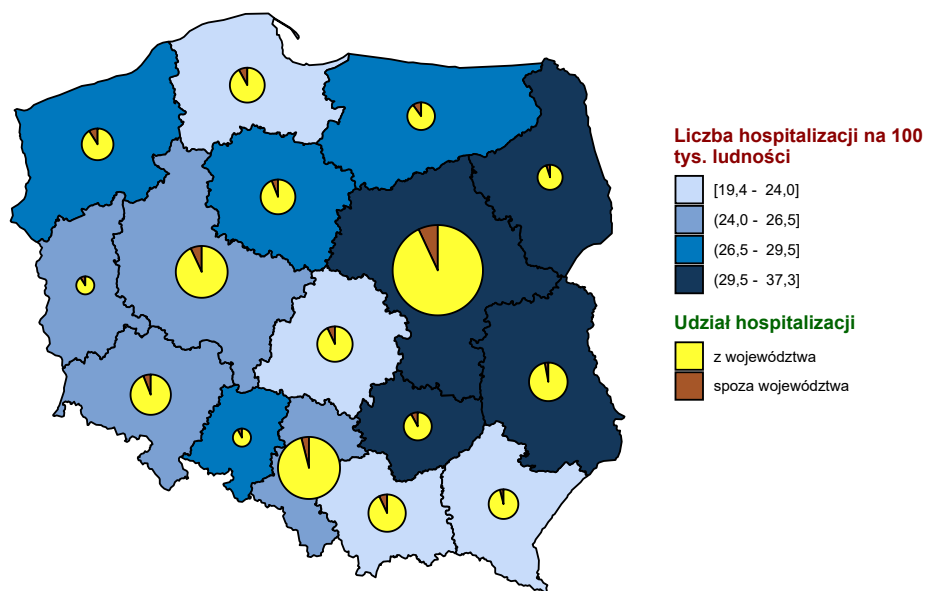 Liczba hospitalizacji na 100
tys. ludności
[19,4 - 24,0]
(24,0 - 26,5]
(26,5 - 29,5]
(29,5 - 37,3]
Udział hospitalizacji
z województwa
spoza województwa